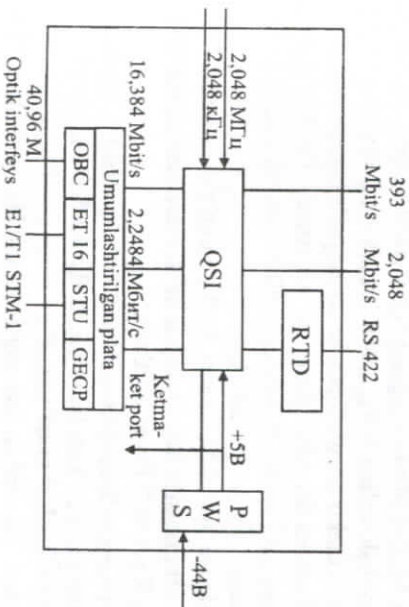 393
Mbit/s
2,048
Mbit/s
RS 422
RTD
2,048 МГц
2,048 кГц
QSI
+5В
P
W
S
-44В
16,384 Mbit/s
2,2484 Мбит/с
Ketma-
ket port
Umumlashtirilgan plata
OBC
ET 16
STU
GECP
40,96 M
Optik interfeys
E1/T1
STM-1